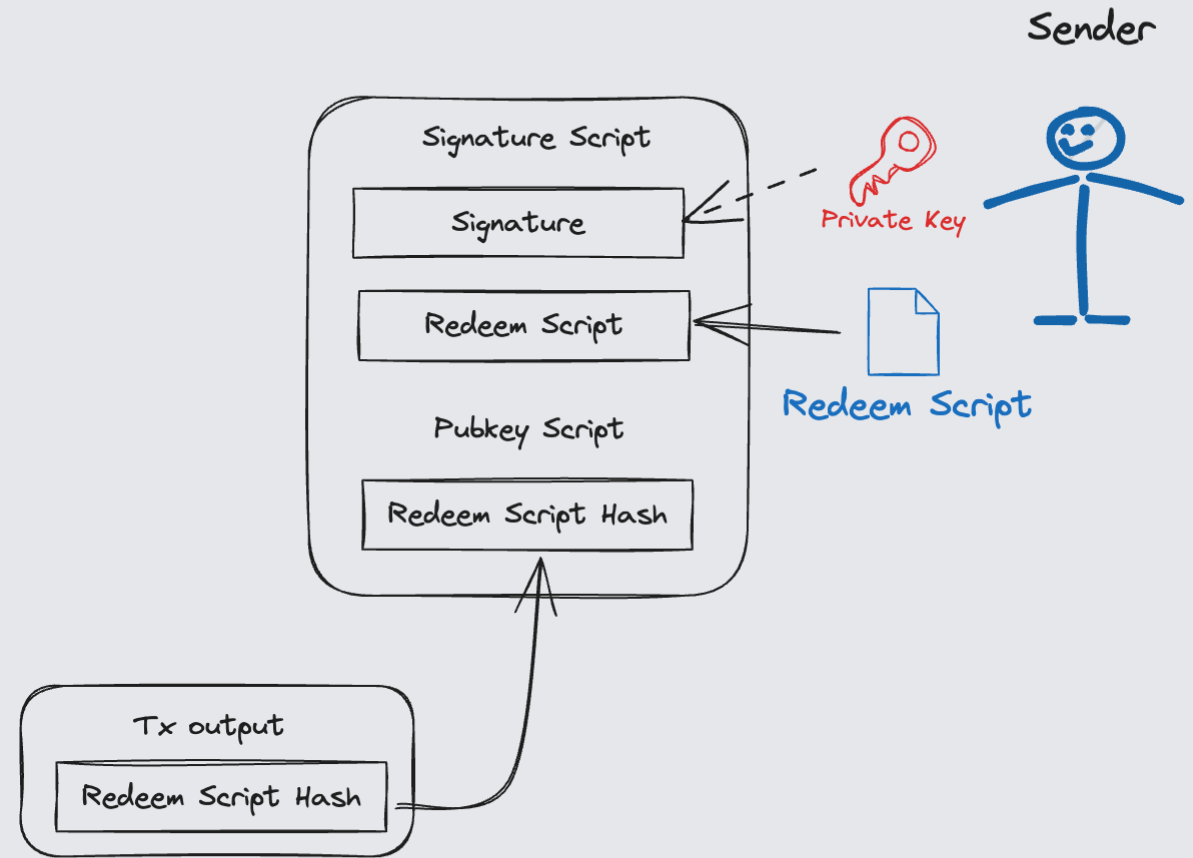 Sender
Signature Script
Signature
Private Key
Redeem Script
Redeem Script
Pubkey Script
Redeem Script Hash
Tx output
Redeem Script Hash